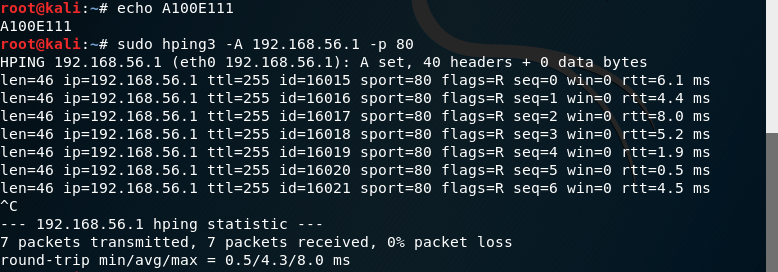 root@kali:~# echo A100E111
A100E111
root@kali:~# sudo hping3 -A 192.168.56.1 -p 80
HPING 192.168.56.1 (eth0 192.168.56.1): A set, 40 headers + 0 data bytes
len=46 ip=192.168.56.1 ttl=255 id=16015 sport=80 flags=R seq=0 win=0 rtt=6.1 ms
len=46 ip=192.168.56.1 ttl=255 id=16016 sport=80 flags=R seq=1 win=0 rtt=4.4 ms
len=46 ip=192.168.56.1 ttl=255 id=16017 sport=80 flags=R seq=2 win=0 rtt=8.0 ms
len=46 ip=192.168.56.1 ttl=255 id=16018 sport=80 flags=R seq=3 win=0 rtt=5.2 ms
len=46 ip=192.168.56.1 ttl=255 id=16019 sport=80 flags=R seq=4 win=0 rtt=1.9 ms
len=46 ip=192.168.56.1 ttl=255 id=16020 sport=80 flags=R seq=5 win=0 rtt=0.5 ms
len=46 ip=192.168.56.1 ttl=255 id=16021 sport=80 flags=R seq=6 win=0 rtt=4.5 ms
^C
--- 192.168.56.1 hping statistic ---
7 packets transmitted, 7 packets received, 0% packet loss
round-trip min/avg/max = 0.5/4.3/8.0 ms